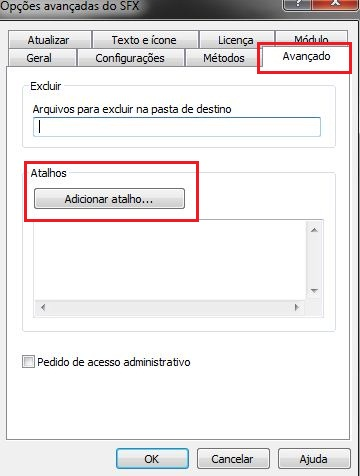 Opções avançadas do SFX
Atualizar Texto e ícone Licença Módulo
Geral Configurações Métodos Avançado
Excluir
Arquivos para excluir na pasta de destino
Atalhos
Adicionar atalho...
Pedido de acesso administrativo
OK Cancelar Ajuda